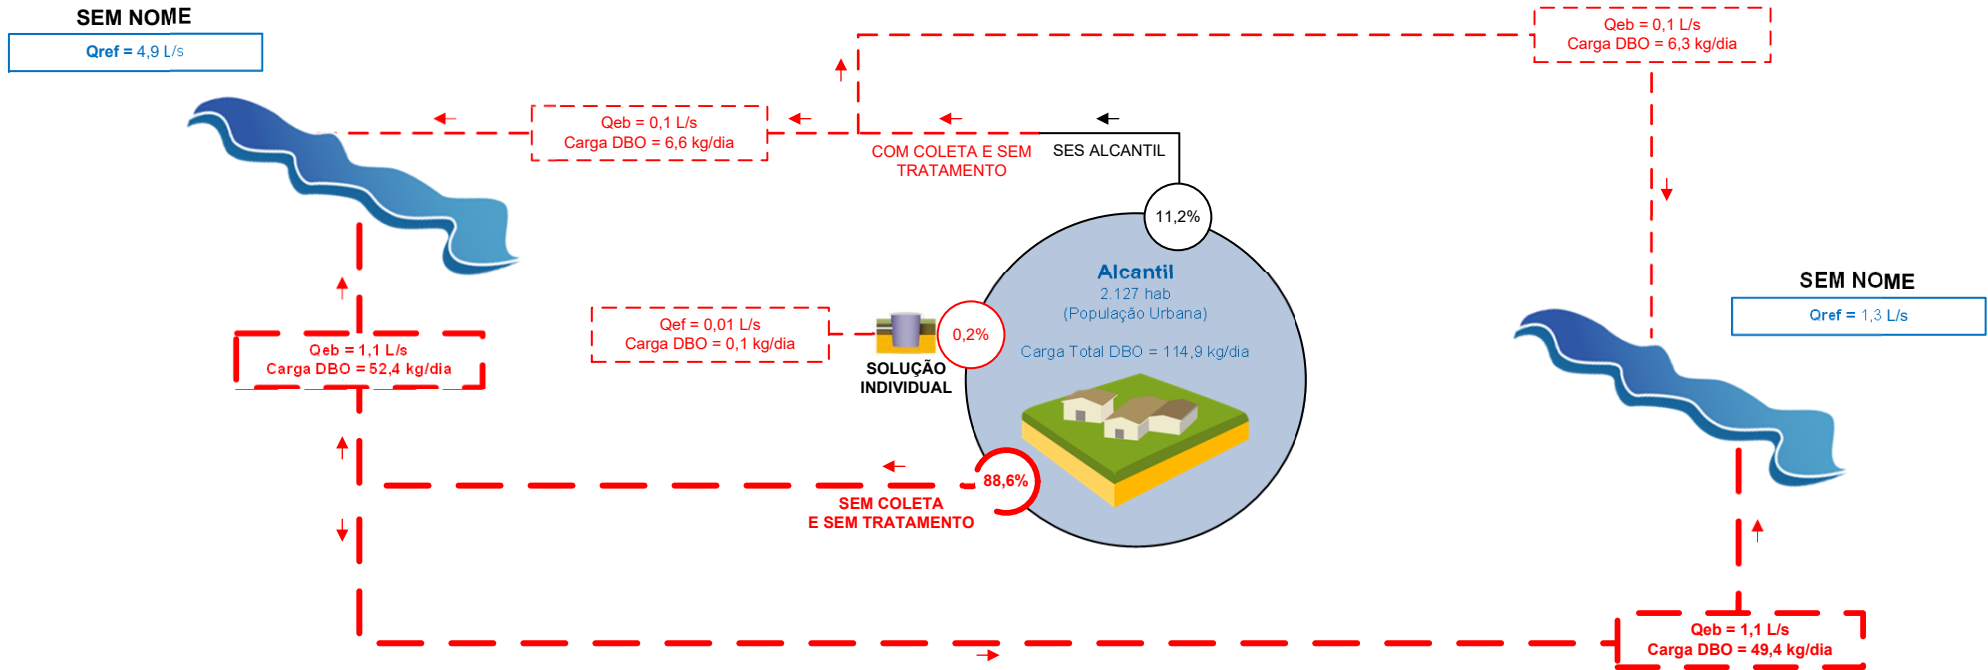 SEM NOME
Qref = 4,9 L/s
Qeb = 0,1 L/s
Carga DBO = 6,3 kg/dia
Qeb = 0,1 L/s
Carga DBO = 6,6 kg/dia
COM COLETA E SEM
TRATAMENTO
SES ALCANTIL
11,2%
Alcantil
2.127 hab
(População Urbana)
Carga Total DBO = 114,9 kg/dia
SEM NOME
Qref = 1,3 L/s
Qef = 0,01 L/s
Carga DBO = 0,1 kg/dia
0,2%
SOLUÇÃO
INDIVIDUAL
Qeb = 1,1 L/s
Carga DBO = 52,4 kg/dia
88,6%
SEM COLETA
E SEM TRATAMENTO
Qeb = 1,1 L/s
Carga DBO = 49,4 kg/dia